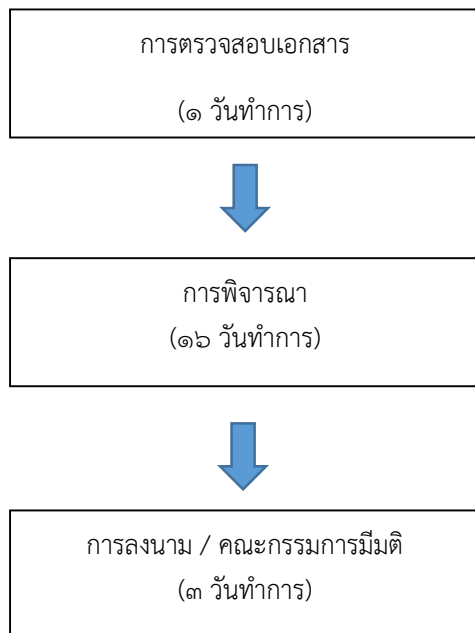 การตรวจสอบเอกสาร
(๑ วันทำการ)
การพิจารณา
(๑๖ วันทำการ)
การลงนาม / คณะกรรมการมีมติ
(๓ วันทำการ)